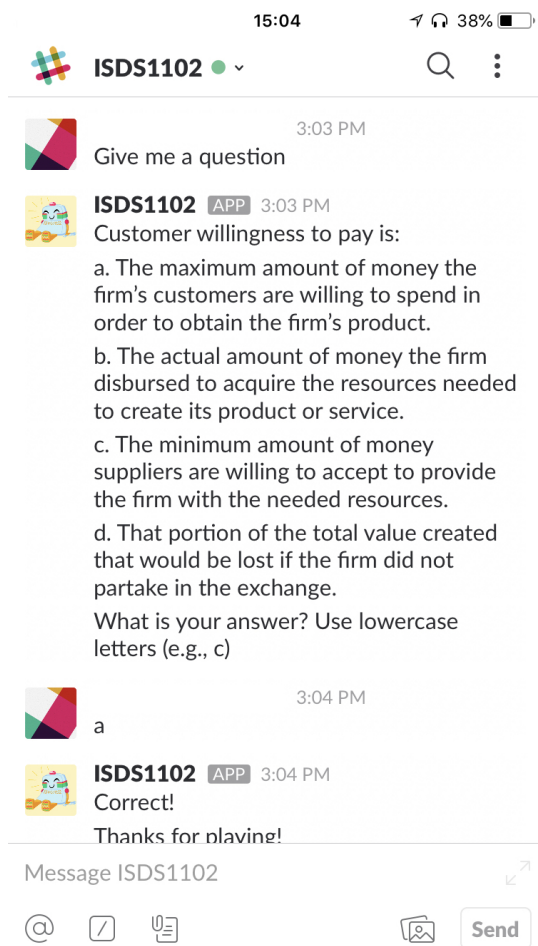 15:04
38%
ISDS1102
3:03 PM
Give me a question
ISDS1102 APP 3:03 PM
Customer willingness to pay is:
a. The maximum amount of money the
firm's customers are willing to spend in
order to obtain the firm's product.
b. The actual amount of money the firm
disbursed to acquire the resources needed
to create its product or service.
c. The minimum amount of money
suppliers are willing to accept to provide
the firm with the needed resources.
d. That portion of the total value created
that would be lost if the firm did not
partake in the exchange.
What is your answer? Use lowercase
letters (e.g., c)
3:04 PM
a
ISDS1102 APP 3:04 PM
Correct!
Thanks for playing!
Message ISDS1102
Send